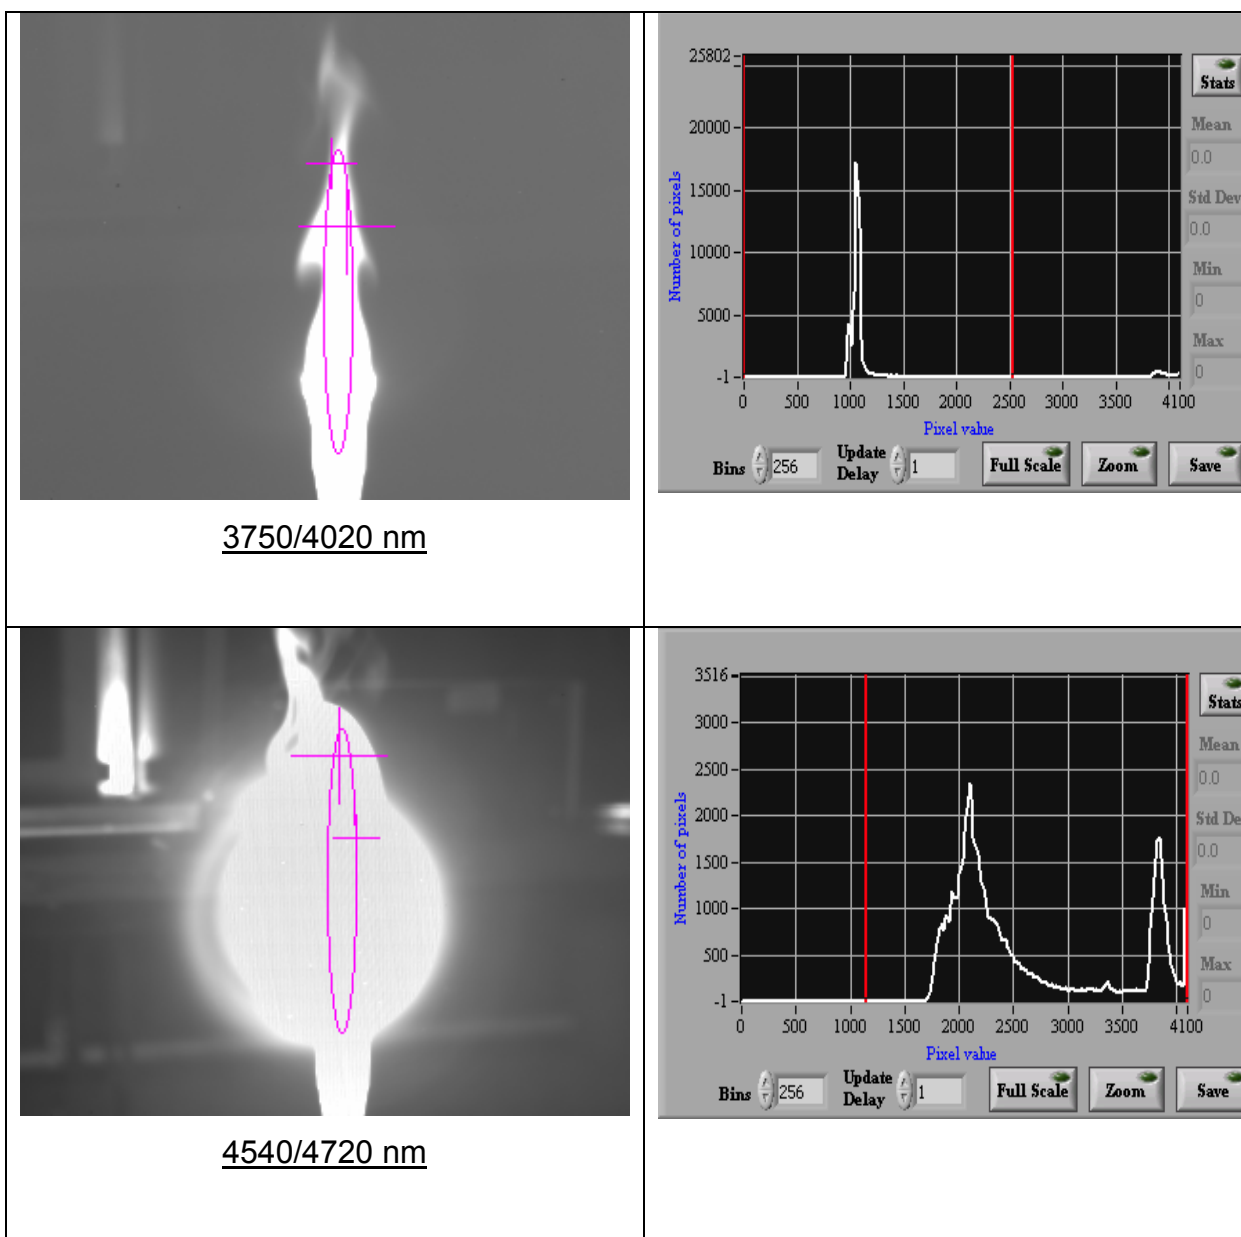 25802
20000
15000
10000
5000
-1
Number of pixels
0 500 1000 1500 2000 2500 3000 3500 4100
Pixel value
Stats
Mean
0.0
Std Dev
0.0
Min
0
Max
0
Bins 256 Update Delay 1 Full Scale Zoom Save
3750/4020 nm
3516
3000
2500
2000
1500
1000
500
-1
Number of pixels
0 500 1000 1500 2000 2500 3000 3500 4100
Pixel value
Stats
Mean
0.0
Std De
0.0
Min
0
Max
0
Bins 256 Update Delay 1 Full Scale Zoom Save
4540/4720 nm